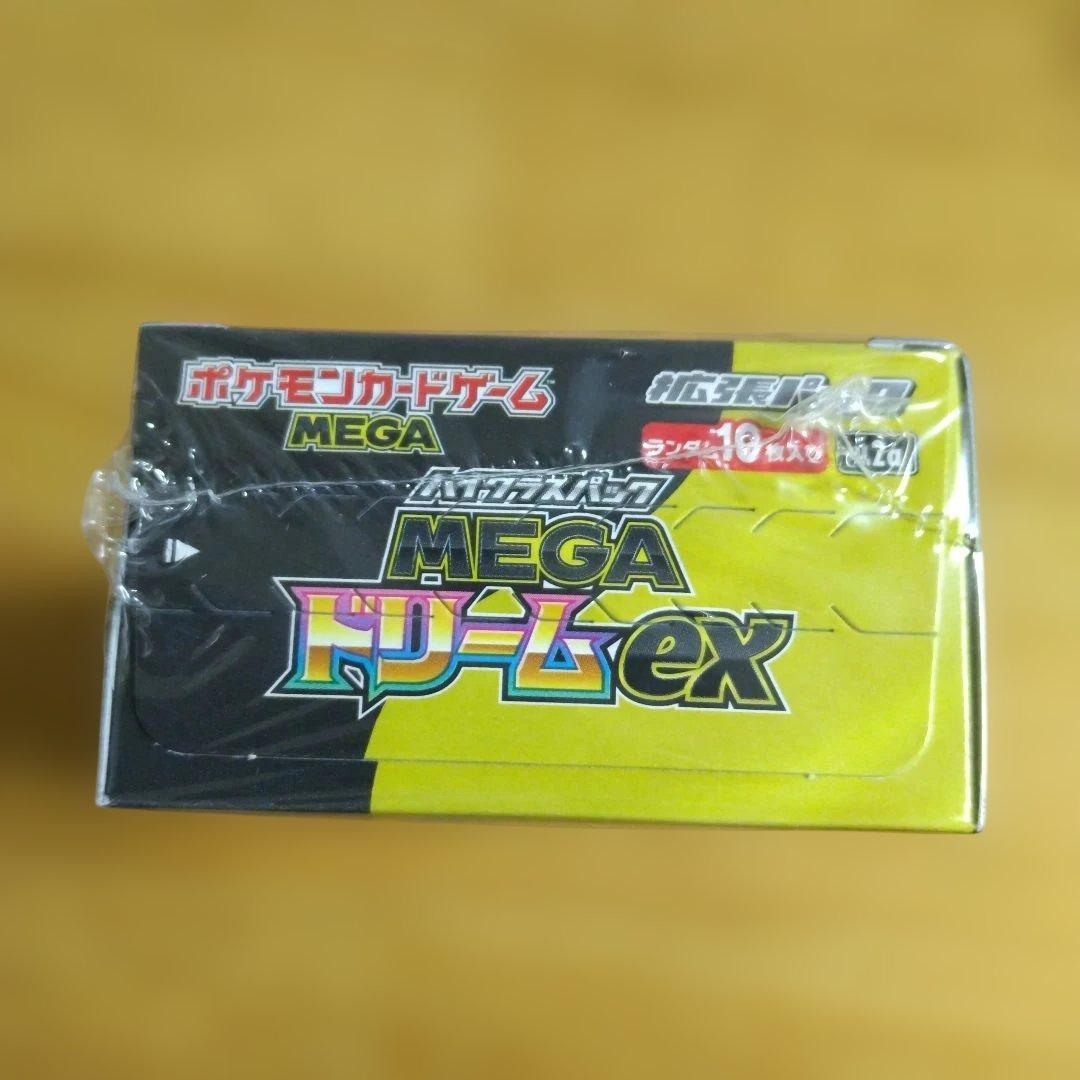 ポケモンカードゲーム
MEGA
拡張パック
ランダム10枚入り
M2a
ハイクラスパック
MEGA
ドリームex